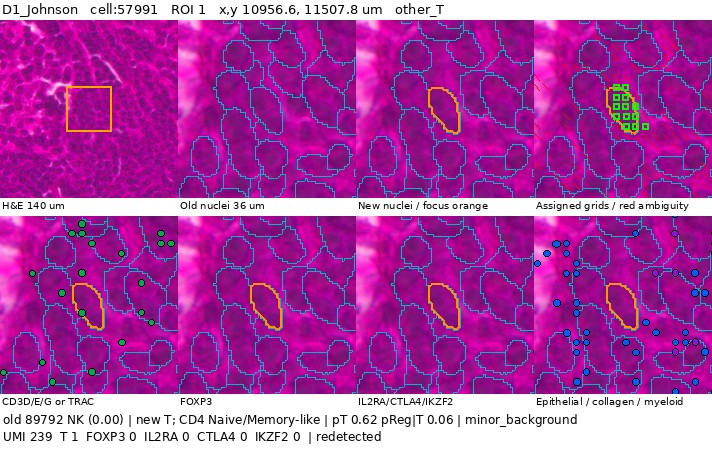 D1_Johnson   cell:57991   ROI 1   x,y 10956.6, 11507.8 um   other_T
H&E 140 um
Old nuclei 36 um
New nuclei / focus orange
Assigned grids / red ambiguity
CD3D/E/G or TRAC
FOXP3
IL2RA/CTLA4/IKZF2
Epithelial / collagen / myeloid
old 89792 NK (0.00) | new T; CD4 Naive/Memory-like | pT 0.62 pReg|T 0.06 | minor_background
UMI 239  T 1  FOXP3 0  IL2RA 0  CTLA4 0  IKZF2 0  | redetected